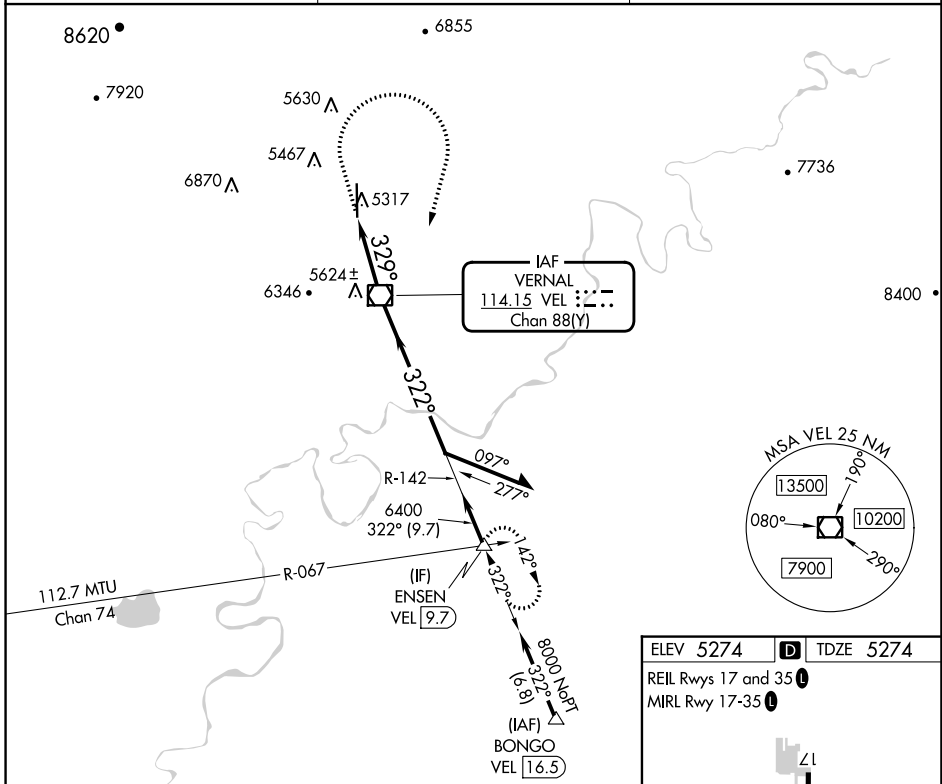 8620
6855
7920
5630
5467
6870
5317
7736
329°
5624±
6346
IAF
VERNAL
114.15 VEL
Chan 88(Y)
8400
322°
097°
277°
R-142
6400
322° (9.7)
142°
R-067
112.7 MTU
Chan 74
(IF)
ENSEN
VEL 9.7
322°
8000 NoPT
322°
(6.8)
(IAF)
BONGO
VEL 16.5
MSA VEL 25 NM
190°
13500
080°
10200
290°
7900
ELEV 5274 D TDZE 5274
REIL Rwys 17 and 35 L
MIRL Rwy 17-35 L
17